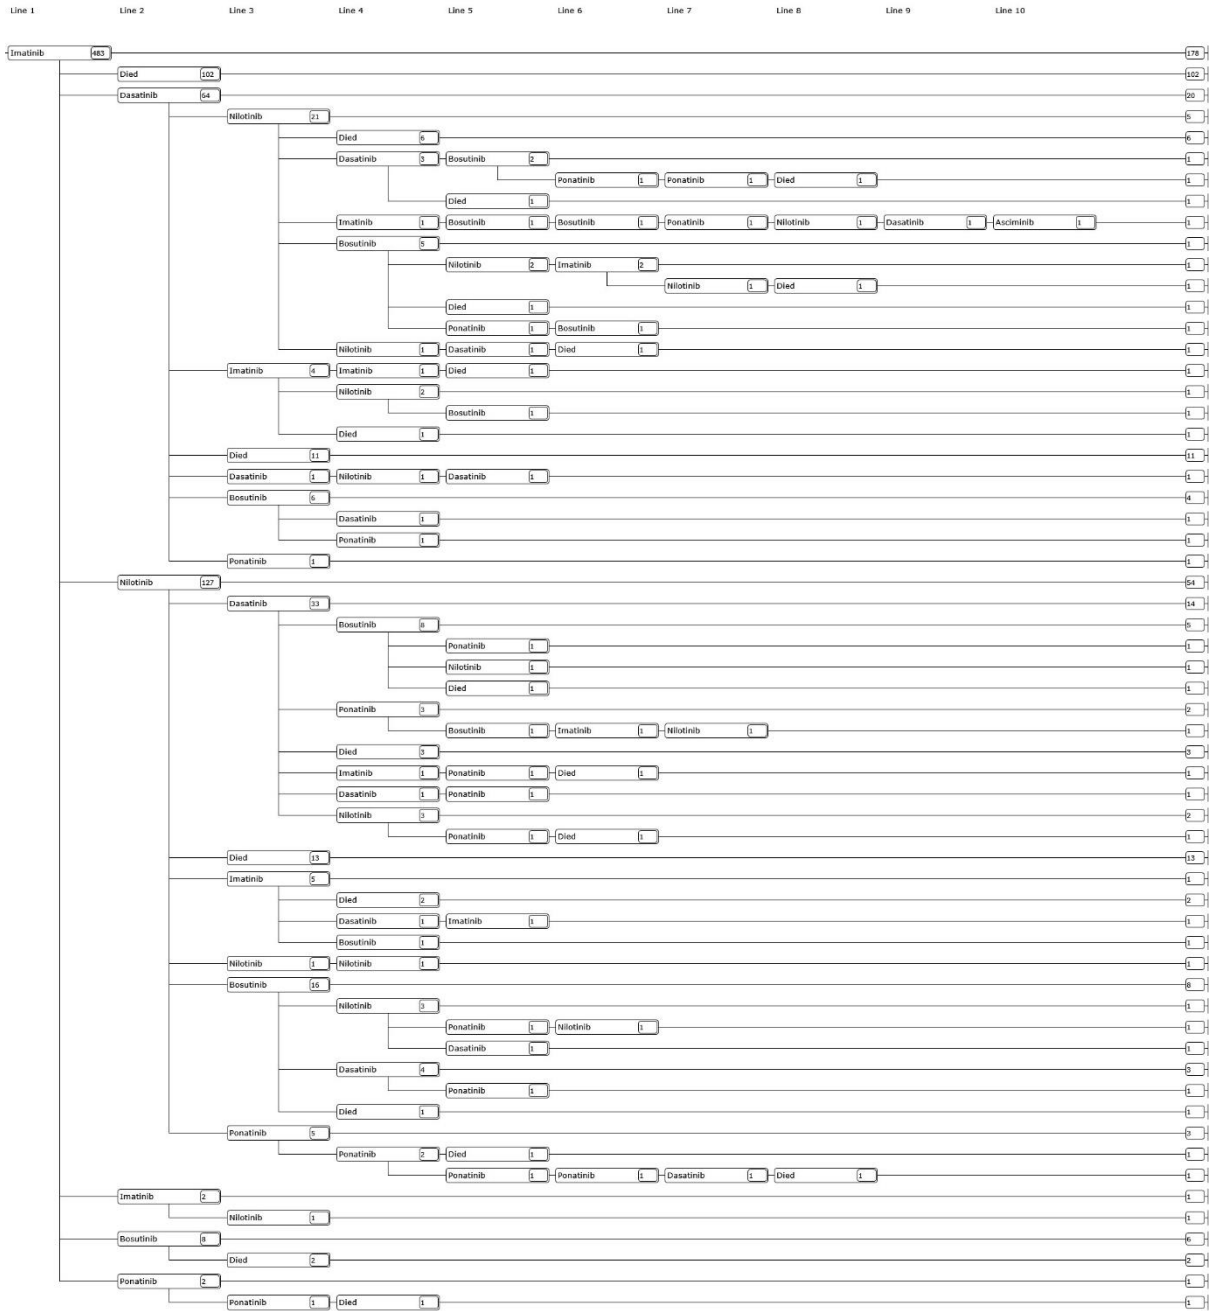 Line 1 Line 2 Line 3 Line 4 Line 5 Line 6 Line 7 Line 8 Line 9 Line 10
Imatinib 483 178
Died 102 102
Dasatinib 64 20
Nilotinib 21 5
Died 6 6
Dasatinib 3 Bosutinib 2 1
Ponatinib 1 Ponatinib 1 Died 1 1
Died 1 1
Imatinib 1 Bosutinib 1 Bosutinib 1 Ponatinib 1 Nilotinib 1 Dasatinib 1 Asciminib 1 1
Bosutinib 5 1
Nilotinib 2 Imatinib 2 1
Nilotinib 1 Died 1 1
Died 1 1
Ponatinib 1 Bosutinib 1 1
Nilotinib 1 Dasatinib 1 Died 1 1
Imatinib 4 Imatinib 1 Died 1 1
Nilotinib 2 1
Bosutinib 1 1
Died 1 1
Died 11 11
Dasatinib 1 Nilotinib 1 Dasatinib 1 1
Bosutinib 6 4
Dasatinib 1 1
Ponatinib 1 1
Ponatinib 1 1
Nilotinib 127 54
Dasatinib 33 14
Bosutinib 8 5
Ponatinib 1 1
Nilotinib 1 1
Died 1 1
Ponatinib 3 2
Bosutinib 1 Imatinib 1 Nilotinib 1 1
Died 3 3
Imatinib 1 Ponatinib 1 Died 1 1
Dasatinib 1 Ponatinib 1 1
Nilotinib 3 2
Ponatinib 1 Died 1 1
Died 13 13
Imatinib 5 1
Died 2 2
Dasatinib 1 Imatinib 1 1
Bosutinib 1 1
Nilotinib 1 Nilotinib 1 1
Bosutinib 16 8
Nilotinib 3 1
Ponatinib 1 Nilotinib 1 1
Dasatinib 1 1
Dasatinib 4 3
Ponatinib 1 1
Died 1 1
Ponatinib 5 3
Ponatinib 2 Died 1 1
Ponatinib 1 Ponatinib 1 Dasatinib 1 Died 1 1
Imatinib 2 1
Nilotinib 1 1
Bosutinib 8 6
Died 2 2
Ponatinib 2 1
Ponatinib 1 Died 1 1